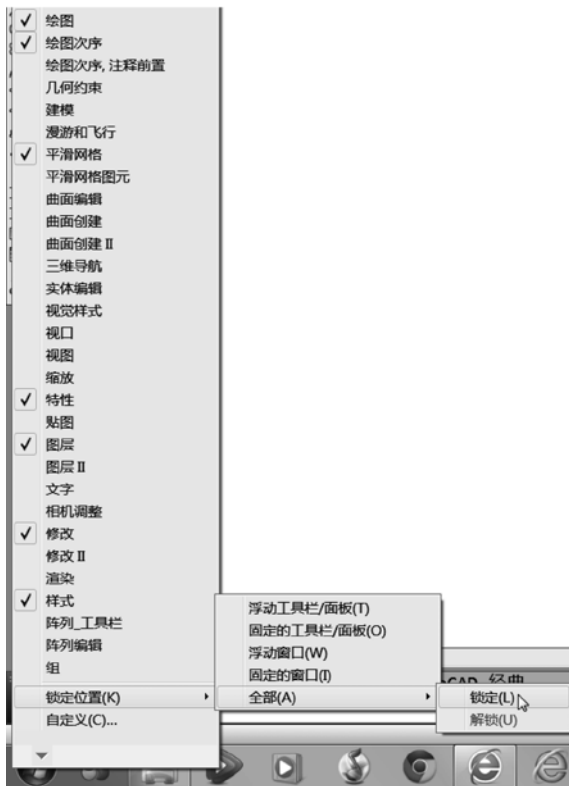 绘图
绘图次序
绘图次序, 注释前置
几何约束
建模
漫游和飞行
平滑网格
平滑网格图元
曲面编辑
曲面创建
曲面创建 II
三维导航
实体编辑
视觉样式
视口
视图
缩放
特性
贴图
图层
图层 II
文字
相机调整
修改
修改 II
渲染
样式
阵列_工具栏
阵列编辑
组
锁定位置(K)
自定义(C)...
浮动工具栏/面板(T)
固定的工具栏/面板(O)
浮动窗口(W)
固定的窗口(I)
全部(A)
CAD 经典
锁定(L)
解锁(U)